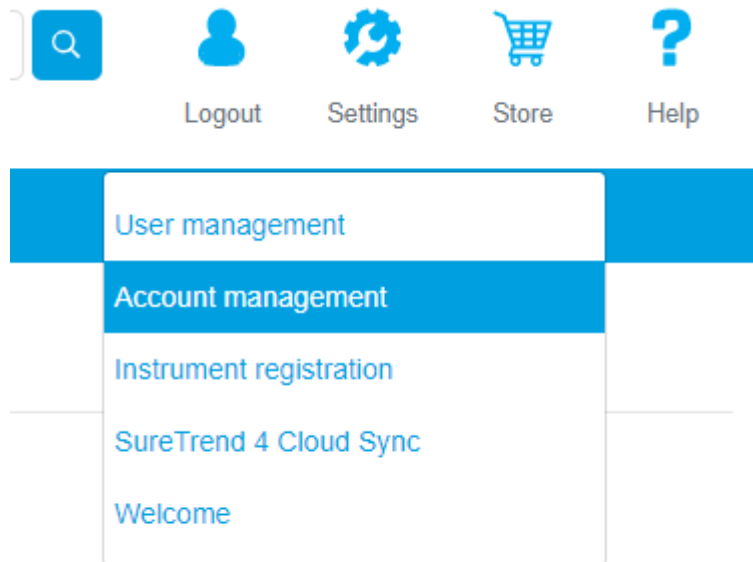 Logout Settings Store Help
User management
Account management
Instrument registration
SureTrend 4 Cloud Sync
Welcome